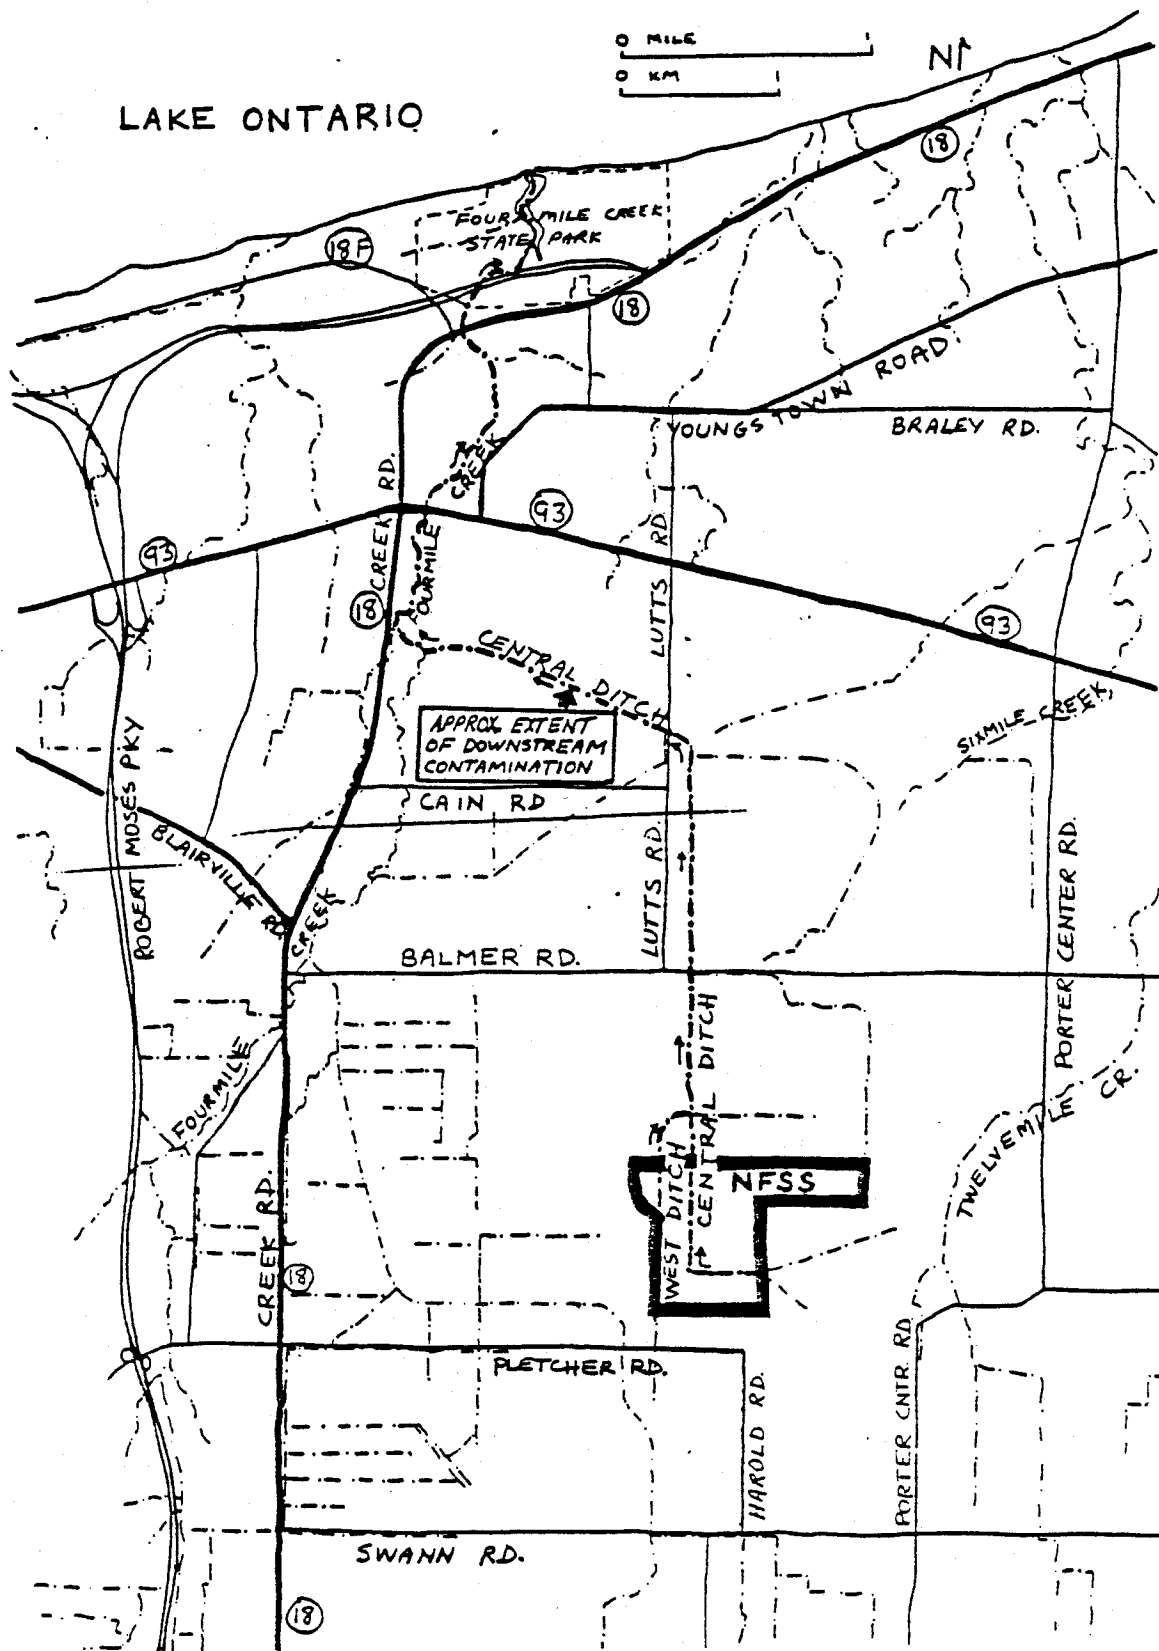 0 MILE 1
0 KM 1
N
LAKE ONTARIO
18
FOUR MILE CREEK
STATE PARK
18F
18
YOUNGSTOWN ROAD
BRALEY RD.
CREEK RD.
FOURMILE CREEK
93
93
LUTTS RD
18
93
CENTRAL DITCH
SIXMILE CREEK
APPROX. EXTENT
OF DOWNSTREAM
CONTAMINATION
ROBERT MOSES PKY
CAIN RD
BLAIRVILLE RD.
LUTTS RD.
PORTER CENTER RD.
CREEK
BALMER RD.
FOURMILE
CENTRAL DITCH
TWELVEMILE CR.
WEST DITCH
CENTRAL
NFSS
CREEK RD.
18
PLETCHER RD.
HAROLD RD.
PORTER CNTR. RD.
SWANN RD.
18